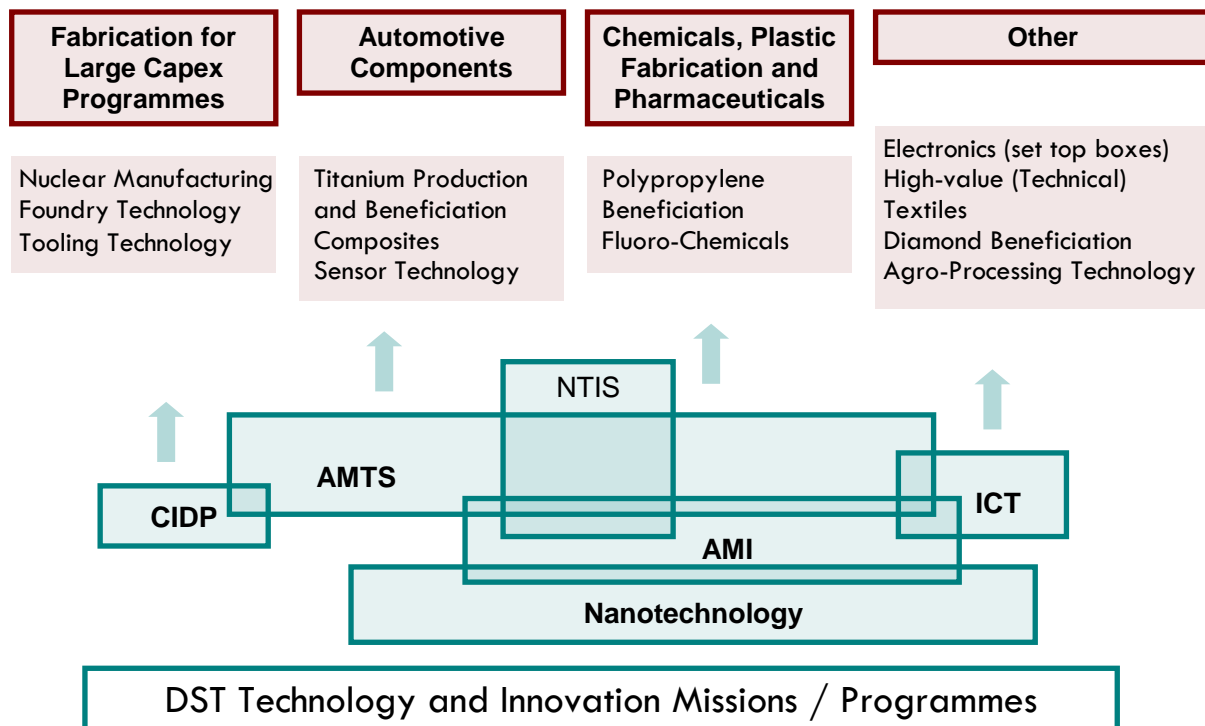 Fabrication for
Large Capex
Programmes
Automotive
Components
Chemicals, Plastic
Fabrication and
Pharmaceuticals
Other
Nuclear Manufacturing
Foundry Technology
Tooling Technology
Titanium Production
and Beneficiation
Composites
Sensor Technology
Polypropylene
Beneficiation
Fluoro-Chemicals
Electronics (set top boxes)
High-value (Technical)
Textiles
Diamond Beneficiation
Agro-Processing Technology
NTIS
AMTS
CIDP
ICT
AMI
Nanotechnology
DST Technology and Innovation Missions / Programmes